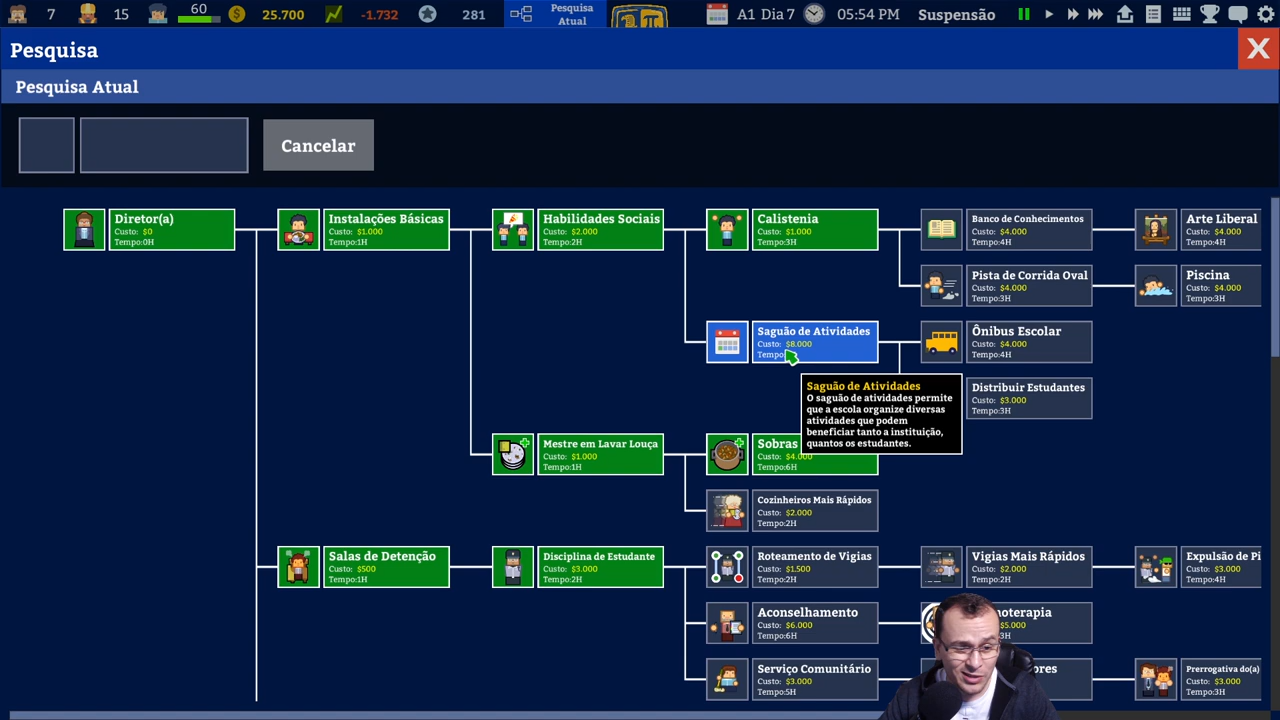 7 15 60 25.700 -1.732 281 Pesquisa Atual A1 Dia 7 05:54 PM Suspensão
Pesquisa
Pesquisa Atual
Cancelar
Diretor(a)
Custo: $0
Tempo:0H
Instalações Básicas
Custo: $1.000
Tempo:1H
Habilidades Sociais
Custo: $2.000
Tempo:2H
Calistenia
Custo: $1.000
Tempo:3H
Banco de Conhecimentos
Custo: $4.000
Tempo:4H
Arte Liberal
Custo: $4.000
Tempo:4H
Pista de Corrida Oval
Custo: $4.000
Tempo:3H
Piscina
Custo: $4.000
Tempo:3H
Saguão de Atividades
Custo: $8.000
Tempo:
Ônibus Escolar
Custo: $4.000
Tempo:4H
Saguão de Atividades
O saguão de atividades permite
que a escola organize diversas
atividades que podem
beneficiar tanto a instituição,
quantos os estudantes.
Distribuir Estudantes
Custo: $3.000
Tempo:3H
Mestre em Lavar Louça
Custo: $1.000
Tempo:1H
Sobras
Custo: $4.000
Tempo:6H
Cozinheiros Mais Rápidos
Custo: $2.000
Tempo:2H
Salas de Detenção
Custo: $500
Tempo:1H
Disciplina de Estudante
Custo: $3.000
Tempo:2H
Roteamento de Vigias
Custo: $1.500
Tempo:2H
Vigias Mais Rápidos
Custo: $2.000
Tempo:2H
Expulsão de Pi
Custo: $3.000
Tempo:4H
Aconselhamento
Custo: $6.000
Tempo:6H
noterapia
$5.000
3H
Serviço Comunitário
Custo: $3.000
Tempo:5H
ores
Prerrogativa do(a)
Custo: $3.000
Tempo:3H